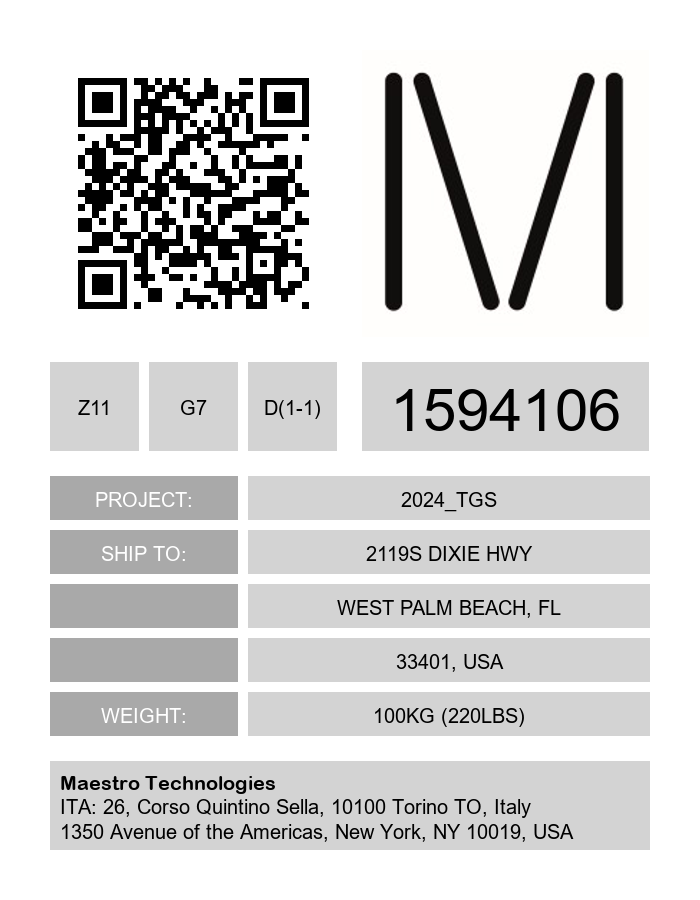 M
Z11 G7 D(1-1) 1594106
PROJECT: 2024_TGS
SHIP TO: 2119S DIXIE HWY
WEST PALM BEACH, FL
33401, USA
WEIGHT: 100KG (220LBS)
Maestro Technologies
ITA: 26, Corso Quintino Sella, 10100 Torino TO, Italy
1350 Avenue of the Americas, New York, NY 10019, USA